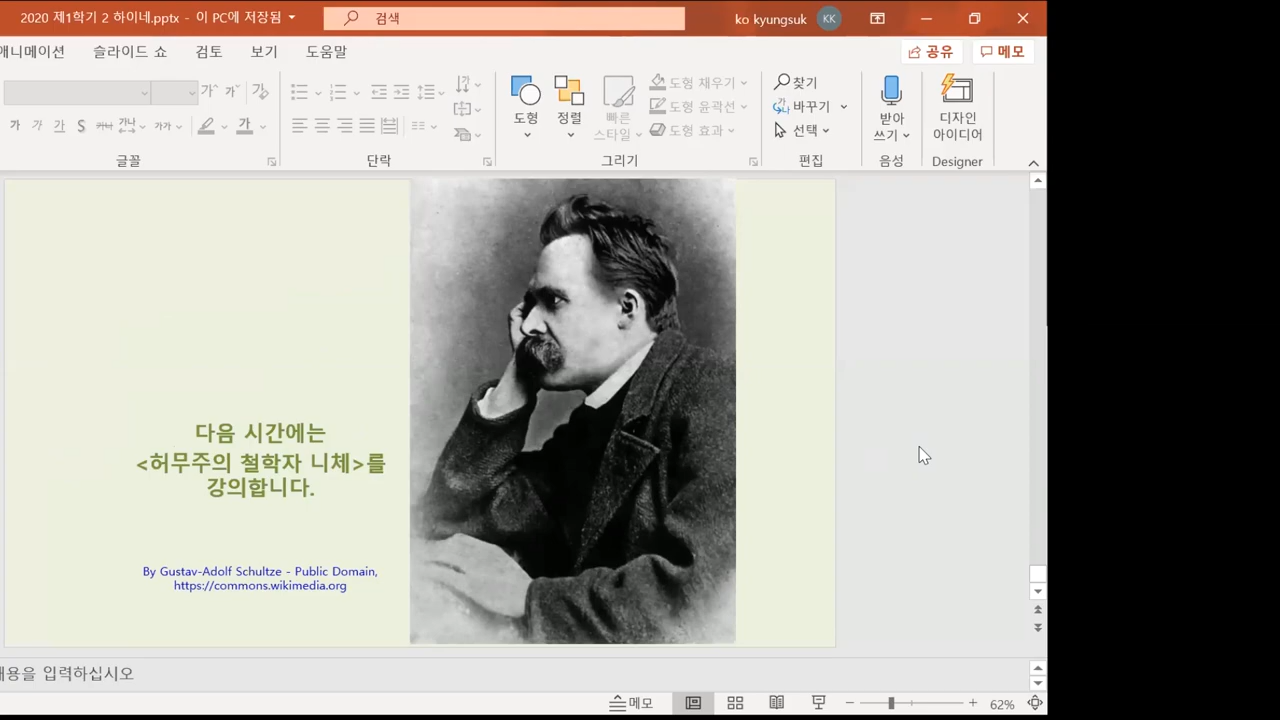 2020 제1학기 2 하이네.pptx - 이 PC에 저장됨
검색
ko kyungsuk
KK
애니메이션 슬라이드 쇼 검토 보기 도움말
공유
메모
도형
정렬
빠른
스타일
도형 채우기
도형 윤곽선
도형 효과
찾기
바꾸기
선택
받아
쓰기
디자인
아이디어
글꼴
단락
그리기
편집
음성
Designer
다음 시간에는
<허무주의 철학자 니체>를
강의합니다.
By Gustav-Adolf Schultze - Public Domain,
https://commons.wikimedia.org
내용을 입력하십시오
메모
62%